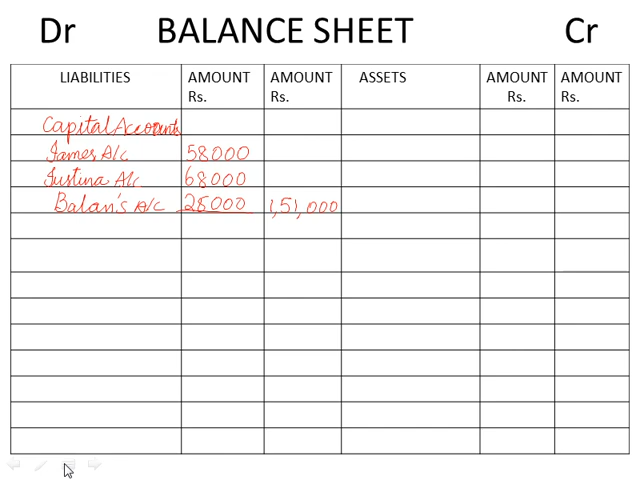 Dr BALANCE SHEET Cr
LIABILITIES AMOUNT Rs. AMOUNT Rs. ASSETS AMOUNT Rs. AMOUNT Rs.
Capital Accounts
James A/c 58000
Justina A/c 68000
Balan's A/c 25000 1,51,000